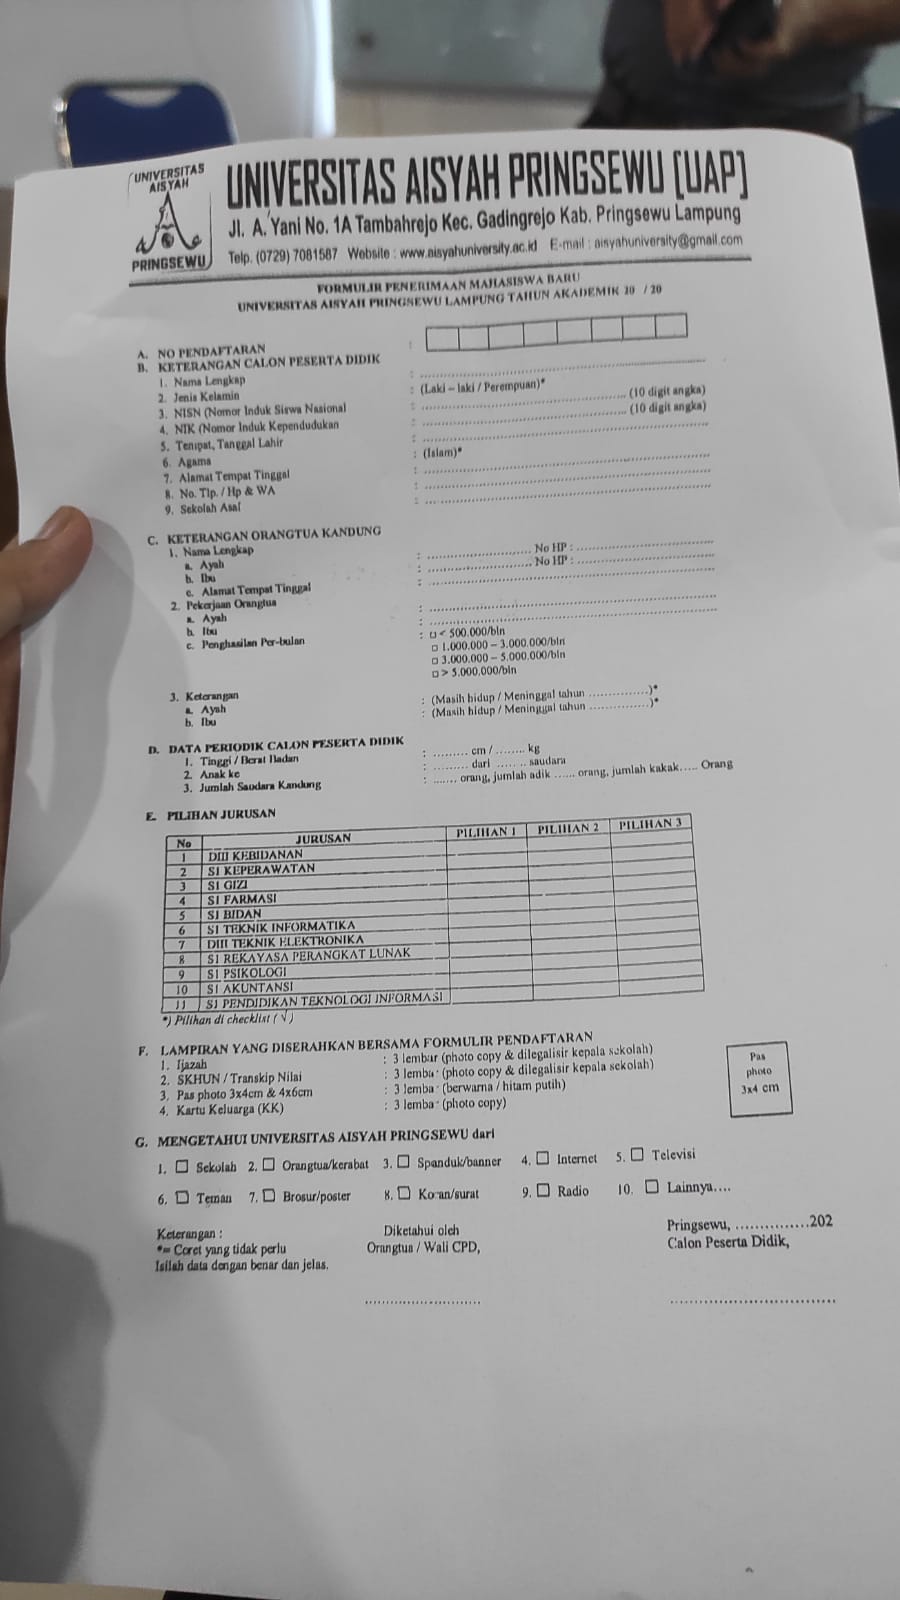 UNIVERSITAS
AISYAH
PRINGSEWU
UNIVERSITAS AISYAH PRINGSEWU [UAP]
Jl. A. Yani No. 1A Tambahrejo Kec. Gadingrejo Kab. Pringsewu Lampung
Telp. (0729) 7081587 Website : www.aisyahuniversity.ac.id E-mail : aisyahuniversity@gmail.com
FORMULIR PENERIMAAN MAHASISWA BARU
UNIVERSITAS AISYAH PRINGSEWU LAMPUNG TAHUN AKADEMIK 20 / 20
A. NO PENDAFTARAN :
B. KETERANGAN CALON PESERTA DIDIK
1. Nama Lengkap : ..........
2. Jenis Kelamin : (Laki – laki / Perempuan)*
3. NISN (Nomor Induk Siswa Nasional : .......... (10 digit angka)
4. NIK (Nomor Induk Kependudukan : .......... (10 digit angka)
5. Tempat, Tanggal Lahir : ..........
6. Agama : (Islam)*
7. Alamat Tempat Tinggal : ..........
8. No. Tlp. / Hp & WA : ..........
9. Sekolah Asal : ..........
C. KETERANGAN ORANGTUA KANDUNG
1. Nama Lengkap
a. Ayah : .......... No HP : ..........
b. Ibu : .......... No HP : ..........
c. Alamat Tempat Tinggal : ..........
2. Pekerjaan Orangtua
a. Ayah : ..........
b. Ibu : ..........
c. Penghasilan Per-bulan : □ < 500.000/bln
□ 1.000.000 – 3.000.000/bln
□ 3.000.000 – 5.000.000/bln
□ > 5.000.000/bln
3. Keterangan
a. Ayah : (Masih hidup / Meninggal tahun ...............)*
b. Ibu : (Masih hidup / Meninggal tahun ...............)*
D. DATA PERIODIK CALON PESERTA DIDIK
1. Tinggi / Berat Badan : ......... cm / ........ kg
2. Anak ke : ......... dari ........ saudara
3. Jumlah Saudara Kandung : ....... orang, jumlah adik ...... orang, jumlah kakak..... Orang
E. PILIHAN JURUSAN
No JURUSAN PILIHAN 1 PILIHAN 2 PILIHAN 3
1 DIII KEBIDANAN
2 S1 KEPERAWATAN
3 S1 GIZI
4 S1 FARMASI
5 S1 BIDAN
6 S1 TEKNIK INFORMATIKA
7 DIII TEKNIK ELEKTRONIKA
8 S1 REKAYASA PERANGKAT LUNAK
9 S1 PSIKOLOGI
10 S1 AKUNTANSI
11 S1 PENDIDIKAN TEKNOLOGI INFORMASI
*) Pilihan di checklist ( √ )
F. LAMPIRAN YANG DISERAHKAN BERSAMA FORMULIR PENDAFTARAN
1. Ijazah : 3 lembar (photo copy & dilegalisir kepala sekolah)
2. SKHUN / Transkip Nilai : 3 lembar (photo copy & dilegalisir kepala sekolah)
3. Pas photo 3x4cm & 4x6cm : 3 lembar (berwarna / hitam putih)
4. Kartu Keluarga (KK) : 3 lembar (photo copy)
Pas
photo
3x4 cm
G. MENGETAHUI UNIVERSITAS AISYAH PRINGSEWU dari
1. □ Sekolah 2. □ Orangtua/kerabat 3. □ Spanduk/banner 4. □ Internet 5. □ Televisi
6. □ Teman 7. □ Brosur/poster 8. □ Koran/surat 9. □ Radio 10. □ Lainnya....
Keterangan :
*= Coret yang tidak perlu
Isilah data dengan benar dan jelas.
Diketahui oleh
Orangtua / Wali CPD,
............................
Pringsewu, ...............202
Calon Peserta Didik,
.................................